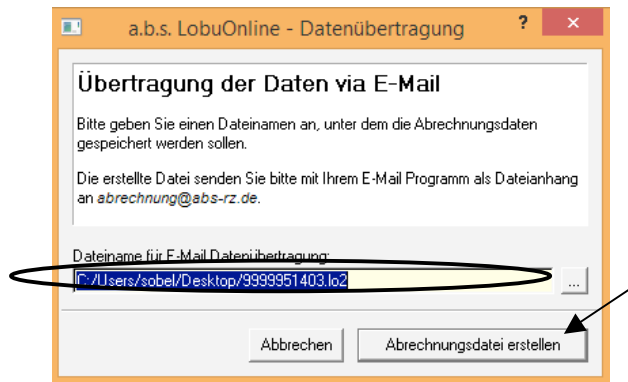 a.b.s. LobuOnline - Datenübertragung ? ×
Übertragung der Daten via E-Mail
Bitte geben Sie einen Dateinamen an, unter dem die Abrechnungsdaten
gespeichert werden sollen.
Die erstellte Datei senden Sie bitte mit Ihrem E-Mail Programm als Dateianhang
an abrechnung@abs-rz.de.
Dateiname für E-Mail Datenübertragung:
C:/Users/sobel/Desktop/9999951403.lo2
...
Abbrechen Abrechnungsdatei erstellen